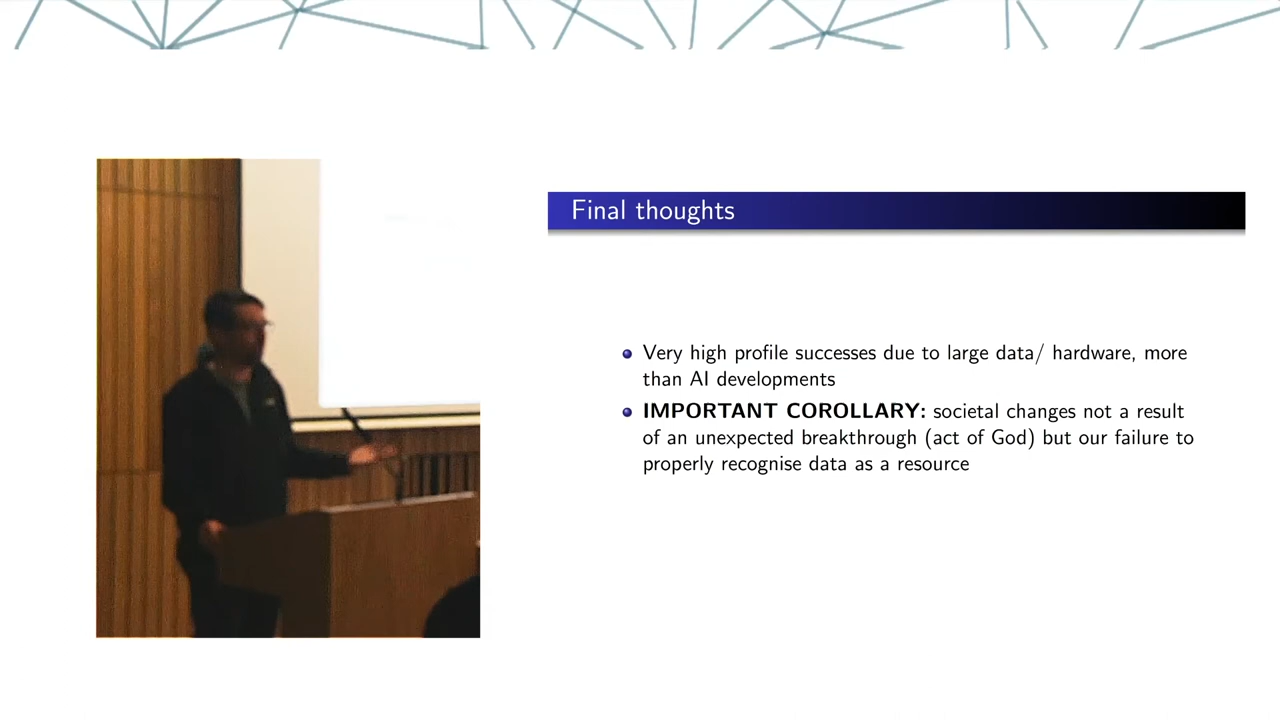 Final thoughts
Very high profile successes due to large data/ hardware, more
than AI developments
IMPORTANT COROLLARY: societal changes not a result
of an unexpected breakthrough (act of God) but our failure to
properly recognise data as a resource